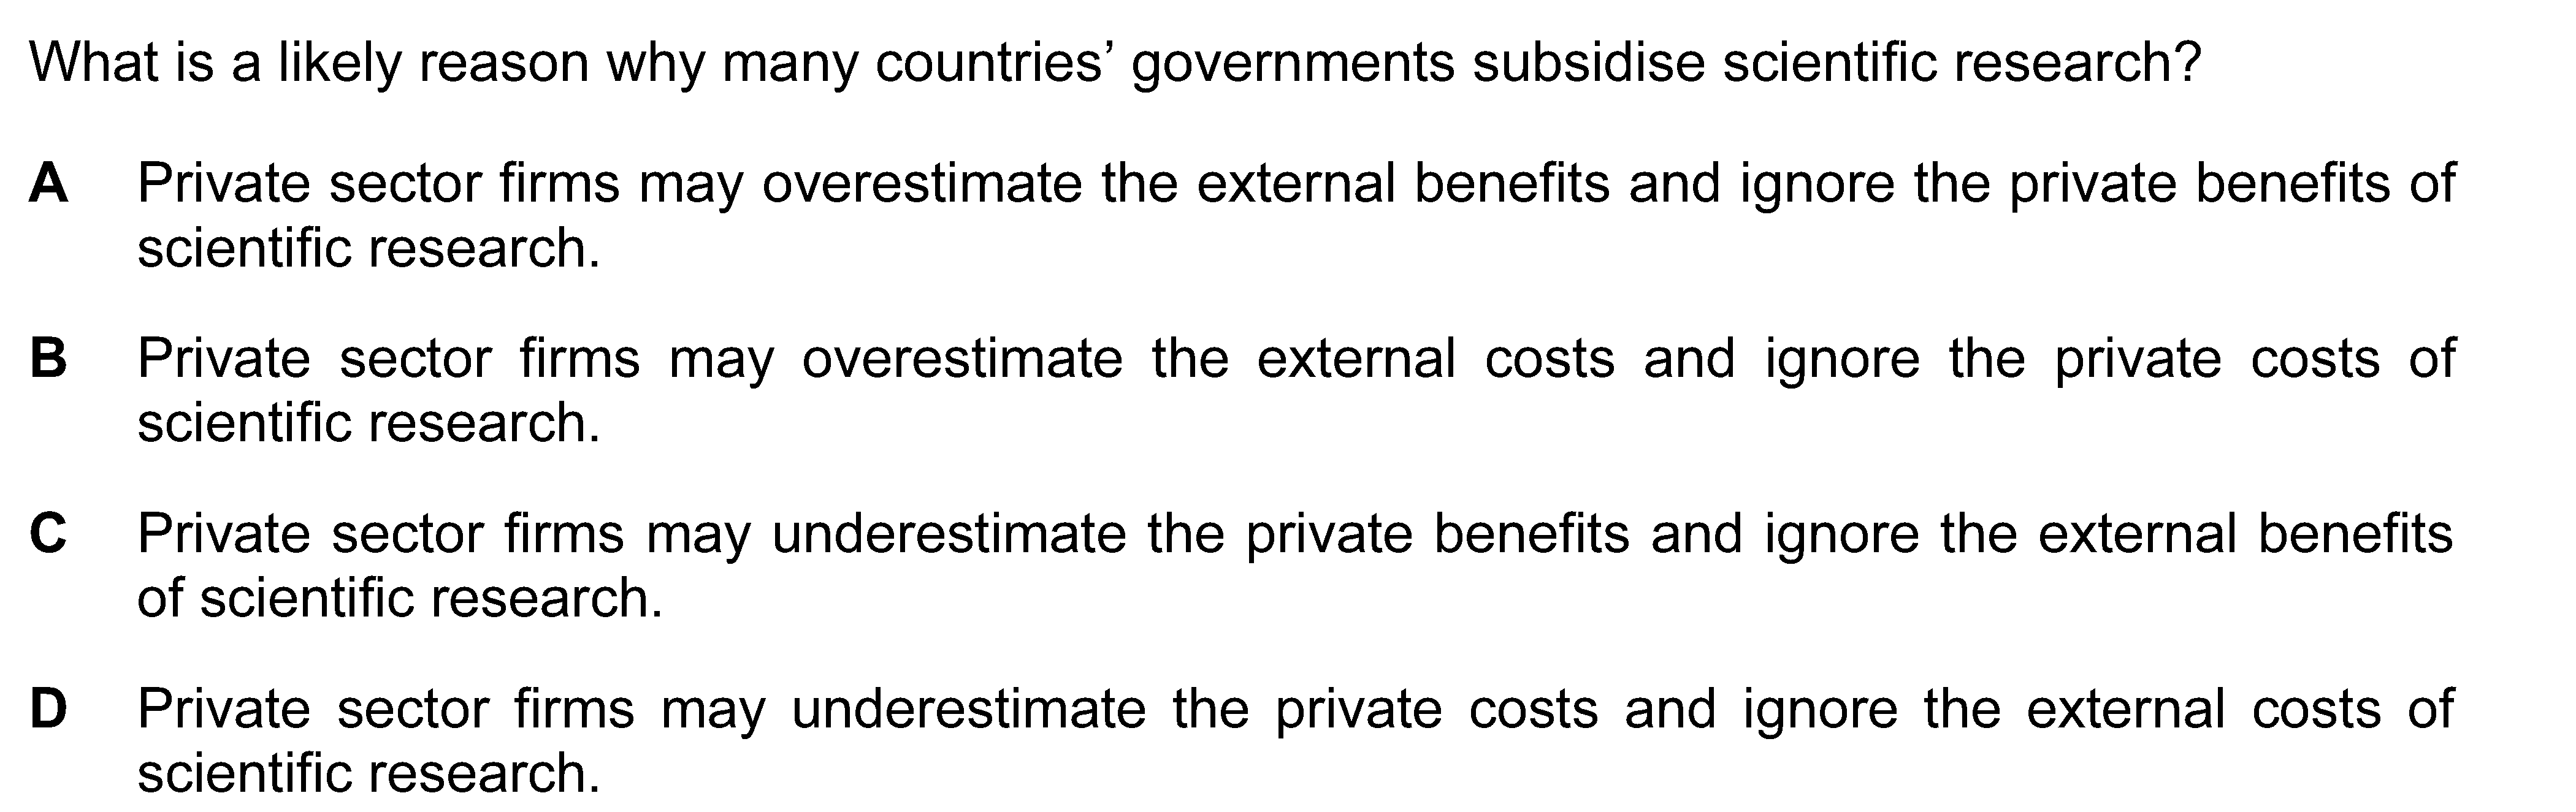 What is a likely reason why many countries’ governments subsidise scientific research?
A Private sector firms may overestimate the external benefits and ignore the private benefits of
scientific research.
B Private sector firms may overestimate the external costs and ignore the private costs of
scientific research.
C Private sector firms may underestimate the private benefits and ignore the external benefits
of scientific research.
D Private sector firms may underestimate the private costs and ignore the external costs of
scientific research.